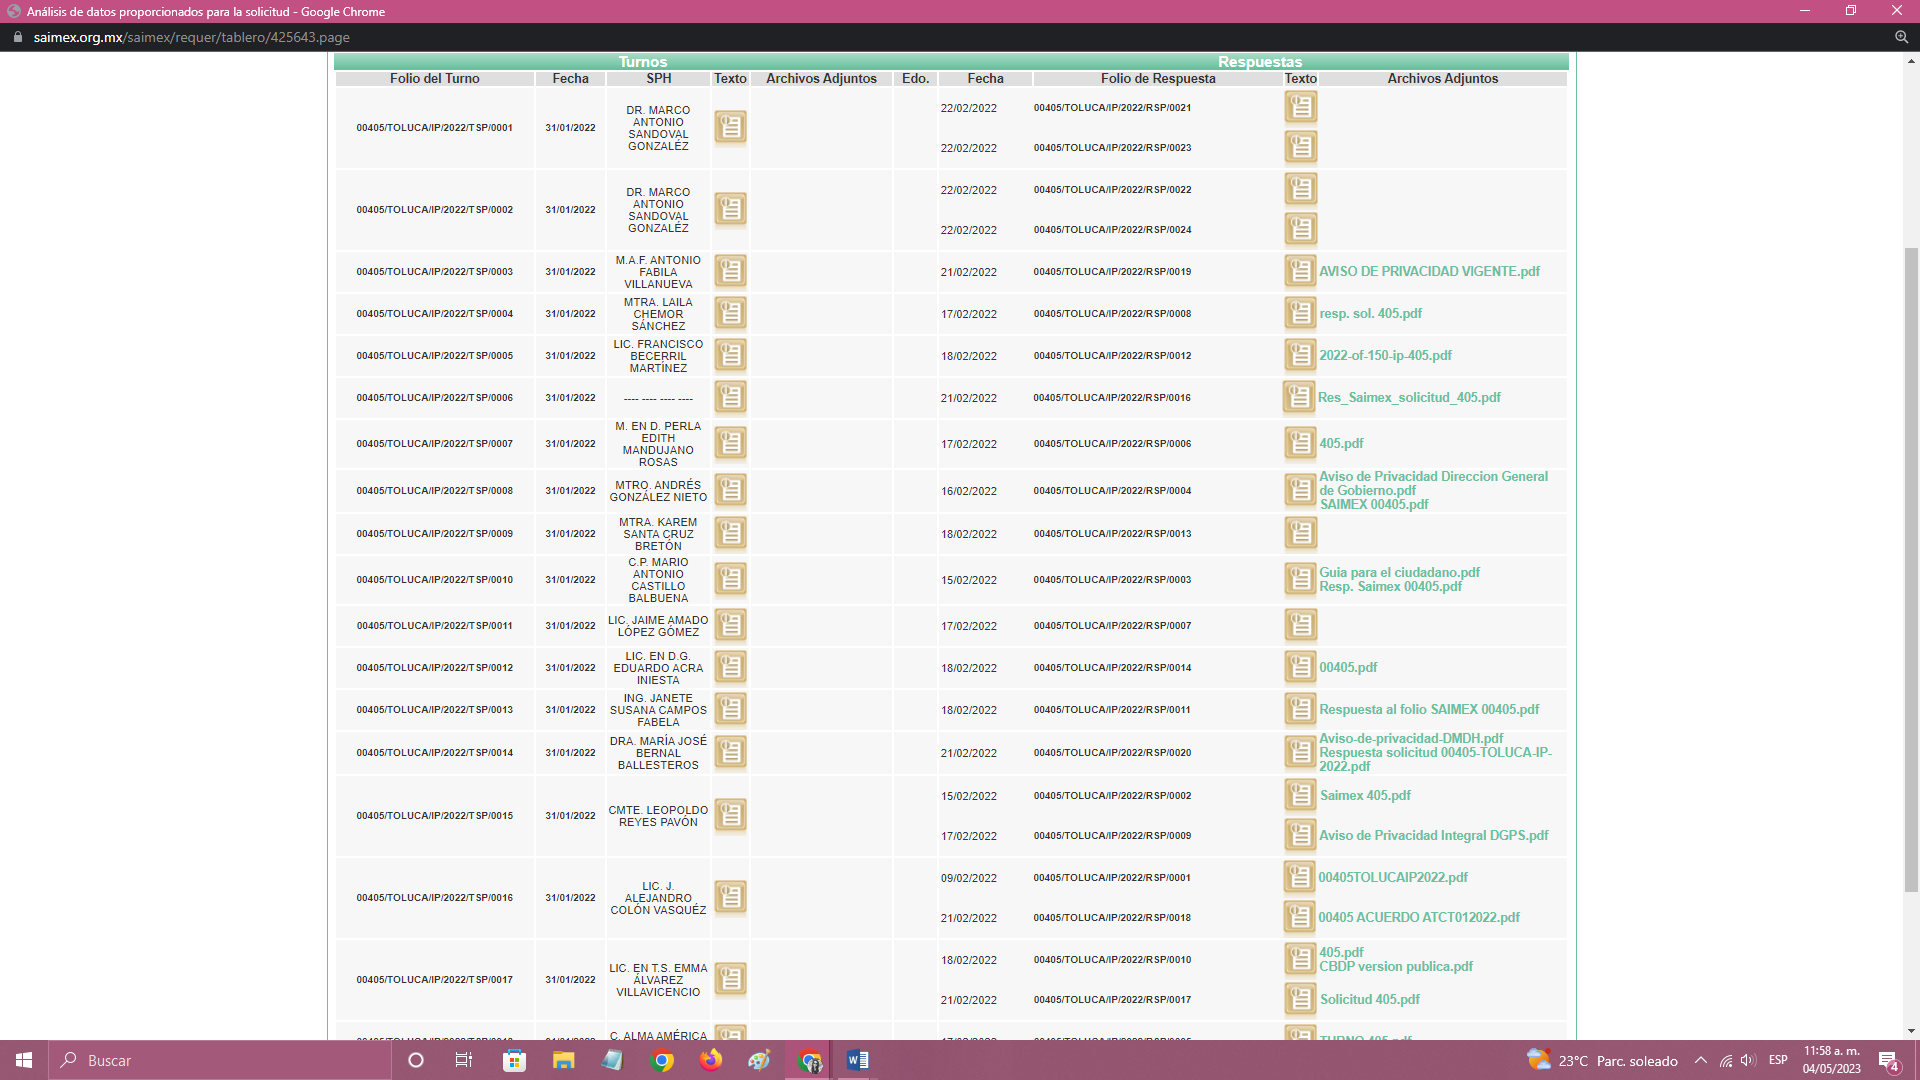 Análisis de datos proporcionados para la solicitud - Google Chrome
saimex.org.mx/saimex/requer/tablero/425643.page
Turnos Respuestas
Folio del Turno Fecha SPH Texto Archivos Adjuntos Edo. Fecha Folio de Respuesta Texto Archivos Adjuntos
00405/TOLUCA/IP/2022/TSP/0001 31/01/2022 DR. MARCO
ANTONIO
SANDOVAL
GONZALÉZ
22/02/2022 00405/TOLUCA/IP/2022/RSP/0021
22/02/2022 00405/TOLUCA/IP/2022/RSP/0023
00405/TOLUCA/IP/2022/TSP/0002 31/01/2022 DR. MARCO
ANTONIO
SANDOVAL
GONZALÉZ
22/02/2022 00405/TOLUCA/IP/2022/RSP/0022
22/02/2022 00405/TOLUCA/IP/2022/RSP/0024
00405/TOLUCA/IP/2022/TSP/0003 31/01/2022 M.A.F. ANTONIO
FABILA
VILLANUEVA
21/02/2022 00405/TOLUCA/IP/2022/RSP/0019 AVISO DE PRIVACIDAD VIGENTE.pdf
00405/TOLUCA/IP/2022/TSP/0004 31/01/2022 MTRA. LAILA
CHEMOR
SÁNCHEZ
17/02/2022 00405/TOLUCA/IP/2022/RSP/0008 resp. sol. 405.pdf
00405/TOLUCA/IP/2022/TSP/0005 31/01/2022 LIC. FRANCISCO
BECERRIL
MARTÍNEZ
18/02/2022 00405/TOLUCA/IP/2022/RSP/0012 2022-of-150-ip-405.pdf
00405/TOLUCA/IP/2022/TSP/0006 31/01/2022 ---- ---- ---- ----
21/02/2022 00405/TOLUCA/IP/2022/RSP/0016 Res_Saimex_solicitud_405.pdf
00405/TOLUCA/IP/2022/TSP/0007 31/01/2022 M. EN D. PERLA
EDITH
MANDUJANO
ROSAS
17/02/2022 00405/TOLUCA/IP/2022/RSP/0006 405.pdf
00405/TOLUCA/IP/2022/TSP/0008 31/01/2022 MTRO. ANDRÉS
GONZÁLEZ NIETO
16/02/2022 00405/TOLUCA/IP/2022/RSP/0004 Aviso de Privacidad Direccion General
de Gobierno.pdf
SAIMEX 00405.pdf
00405/TOLUCA/IP/2022/TSP/0009 31/01/2022 MTRA. KAREM
SANTA CRUZ
BRETÓN
18/02/2022 00405/TOLUCA/IP/2022/RSP/0013
00405/TOLUCA/IP/2022/TSP/0010 31/01/2022 C.P. MARIO
ANTONIO
CASTILLO
BALBUENA
15/02/2022 00405/TOLUCA/IP/2022/RSP/0003 Guia para el ciudadano.pdf
Resp. Saimex 00405.pdf
00405/TOLUCA/IP/2022/TSP/0011 31/01/2022 LIC. JAIME AMADO
LÓPEZ GÓMEZ
17/02/2022 00405/TOLUCA/IP/2022/RSP/0007
00405/TOLUCA/IP/2022/TSP/0012 31/01/2022 LIC. EN D.G.
EDUARDO ACRA
INIESTA
18/02/2022 00405/TOLUCA/IP/2022/RSP/0014 00405.pdf
00405/TOLUCA/IP/2022/TSP/0013 31/01/2022 ING. JANETE
SUSANA CAMPOS
FABELA
18/02/2022 00405/TOLUCA/IP/2022/RSP/0011 Respuesta al folio SAIMEX 00405.pdf
00405/TOLUCA/IP/2022/TSP/0014 31/01/2022 DRA. MARÍA JOSÉ
BERNAL
BALLESTEROS
21/02/2022 00405/TOLUCA/IP/2022/RSP/0020 Aviso-de-privacidad-DMDH.pdf
Respuesta solicitud 00405-TOLUCA-IP-
2022.pdf
00405/TOLUCA/IP/2022/TSP/0015 31/01/2022 CMTE. LEOPOLDO
REYES PAVÓN
15/02/2022 00405/TOLUCA/IP/2022/RSP/0002 Saimex 405.pdf
17/02/2022 00405/TOLUCA/IP/2022/RSP/0009 Aviso de Privacidad Integral DGPS.pdf
00405/TOLUCA/IP/2022/TSP/0016 31/01/2022 LIC. J.
ALEJANDRO
COLÓN VASQUÉZ
09/02/2022 00405/TOLUCA/IP/2022/RSP/0001 00405TOLUCAIP2022.pdf
21/02/2022 00405/TOLUCA/IP/2022/RSP/0018 00405 ACUERDO ATCT012022.pdf
00405/TOLUCA/IP/2022/TSP/0017 31/01/2022 LIC. EN T.S. EMMA
ÁLVAREZ
VILLAVICENCIO
18/02/2022 00405/TOLUCA/IP/2022/RSP/0010 405.pdf
CBDP version publica.pdf
21/02/2022 00405/TOLUCA/IP/2022/RSP/0017 Solicitud 405.pdf
C. ALMA AMÉRICA
Buscar
23°C Parc. soleado
ESP
11:58 a. m.
04/05/2023
4